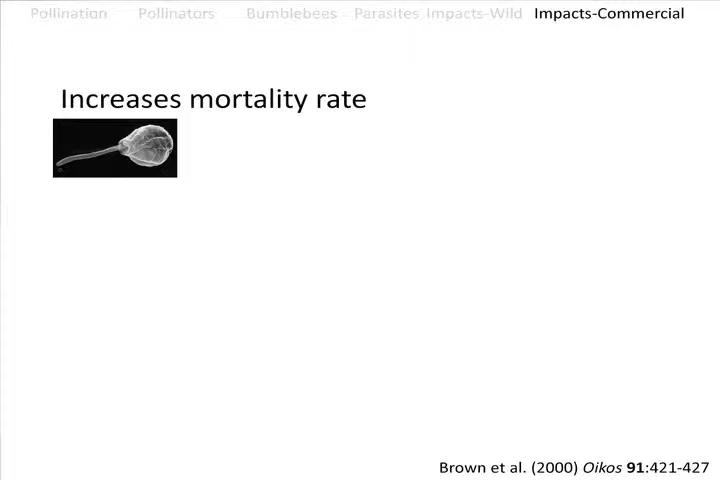 Pollination Pollinators Bumblebees Parasites Impacts-Wild Impacts-Commercial
Increases mortality rate
Brown et al. (2000) Oikos 91:421-427